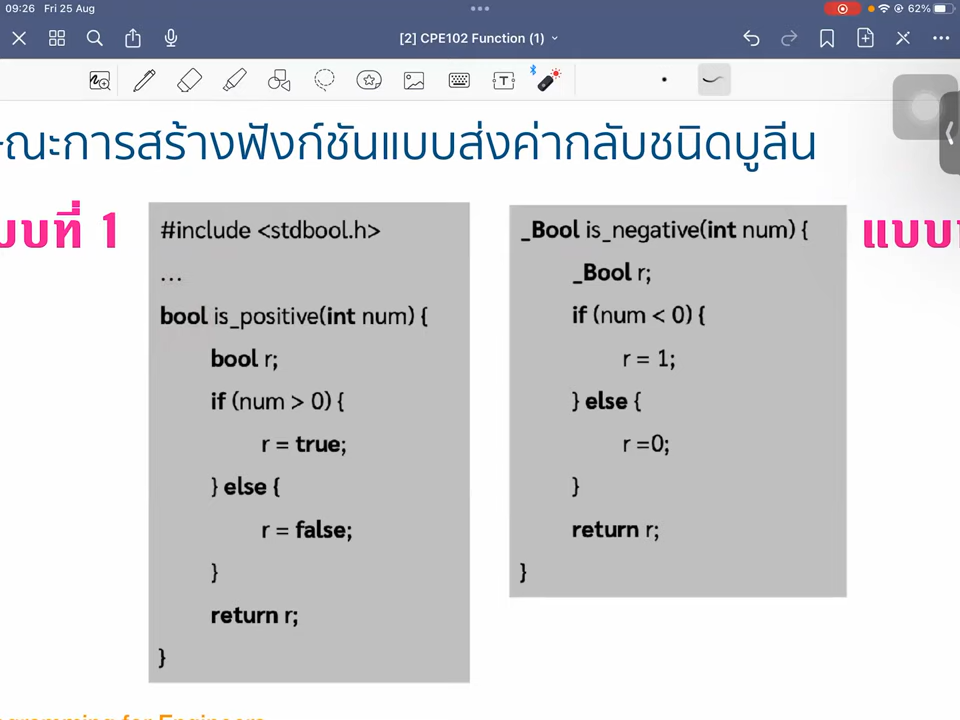 09:26 Fri 25 Aug
62%
[2] CPE102 Function (1)
ณะการสร้างฟังก์ชันแบบส่งค่ากลับชนิดบูลีน
บบที่ 1
#include <stdbool.h>
...
bool is_positive(int num) {
bool r;
if (num > 0) {
r = true;
} else {
r = false;
}
return r;
}
_Bool is_negative(int num) {
_Bool r;
if (num < 0) {
r = 1;
} else {
r =0;
}
return r;
}
แบบ
for Engineers